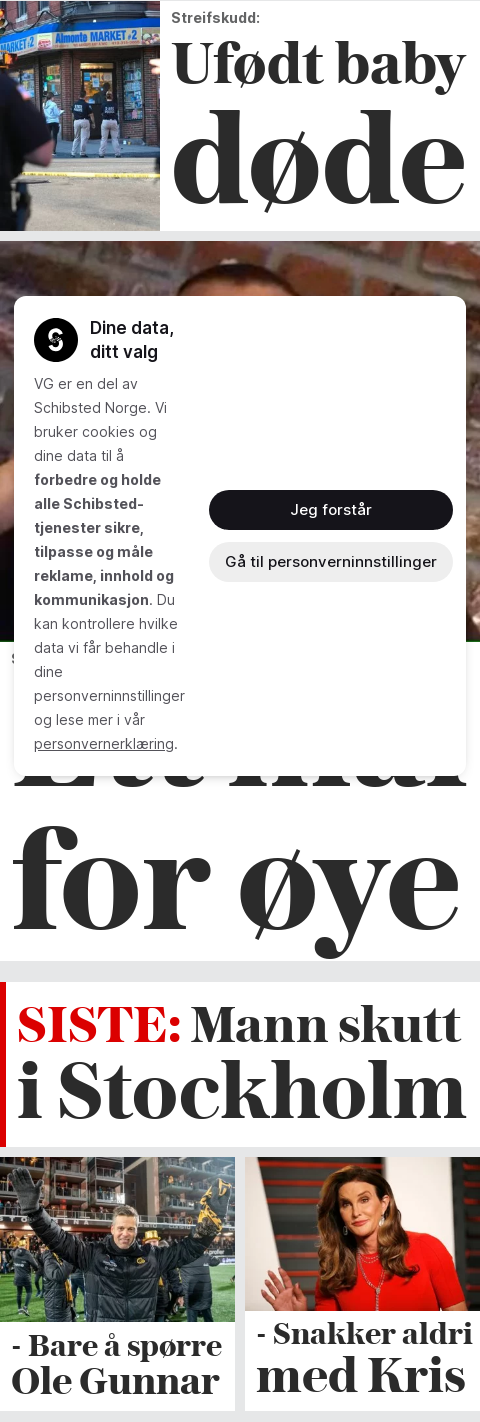 Almonte MARKET #2
Streifskudd:
Ufødt baby
døde
Dine data,
ditt valg
VG er en del av
Schibsted Norge. Vi
bruker cookies og
dine data til å
forbedre og holde
alle Schibsted-
tjenester sikre,
tilpasse og måle
reklame, innhold og
kommunikasjon. Du
kan kontrollere hvilke
data vi får behandle i
dine
personverninnstillinger
og lese mer i vår
personvernerklæring.
Jeg forstår
Gå til personverninnstillinger
for øye
SISTE: Mann skutt
i Stockholm
- Bare å spørre
Ole Gunnar
- Snakker aldri
med Kris